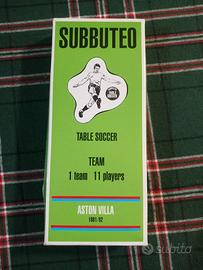 SUBBUTEO
TABLE SOCCER
TEAM
1 team 11 players
ASTON VILLA
1981/82
subito